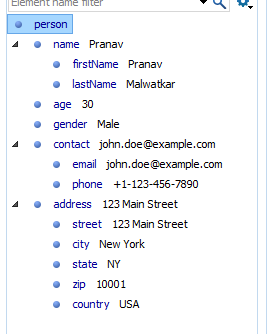 Element name filter
person
name Pranav
firstName Pranav
lastName Malwatkar
age 30
gender Male
contact john.doe@example.com
email john.doe@example.com
phone +1-123-456-7890
address 123 Main Street
street 123 Main Street
city New York
state NY
zip 10001
country USA